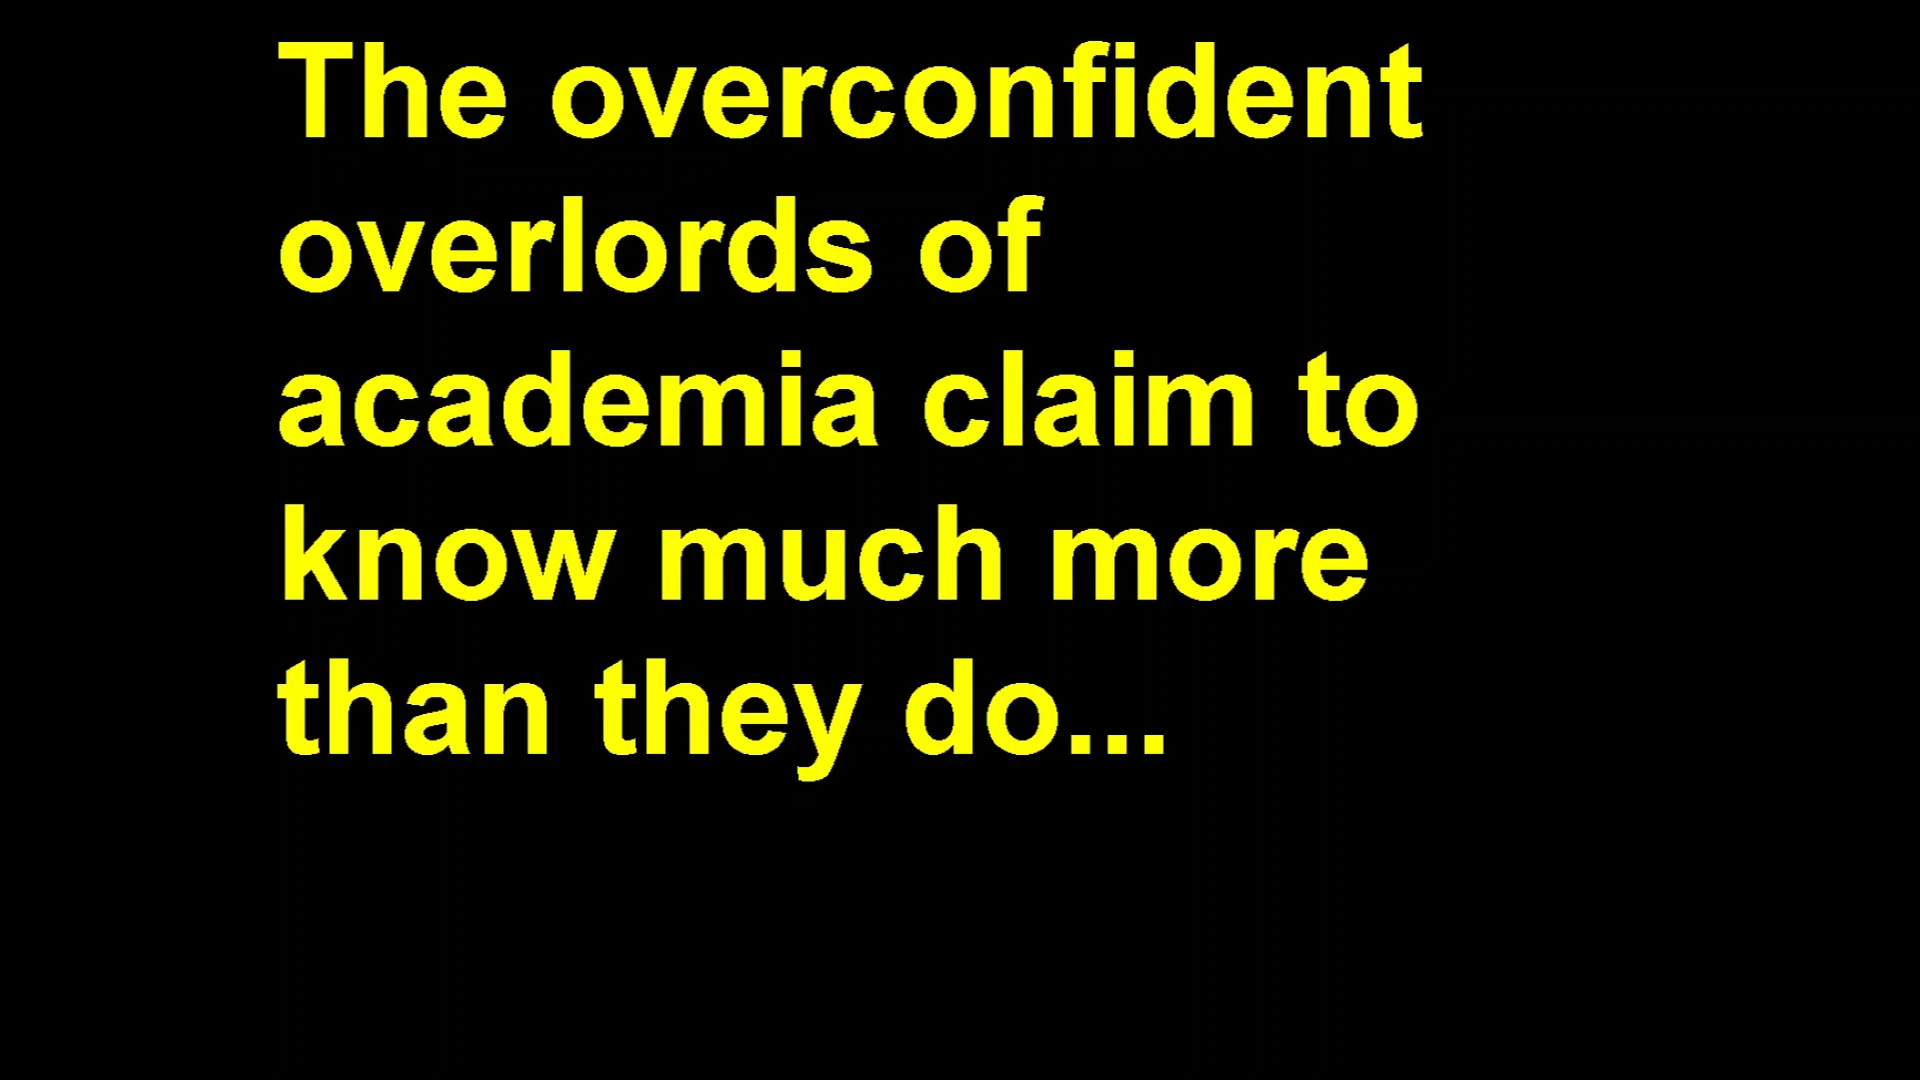 The overconfident
overlords of
academia claim to
know much more
than they do...